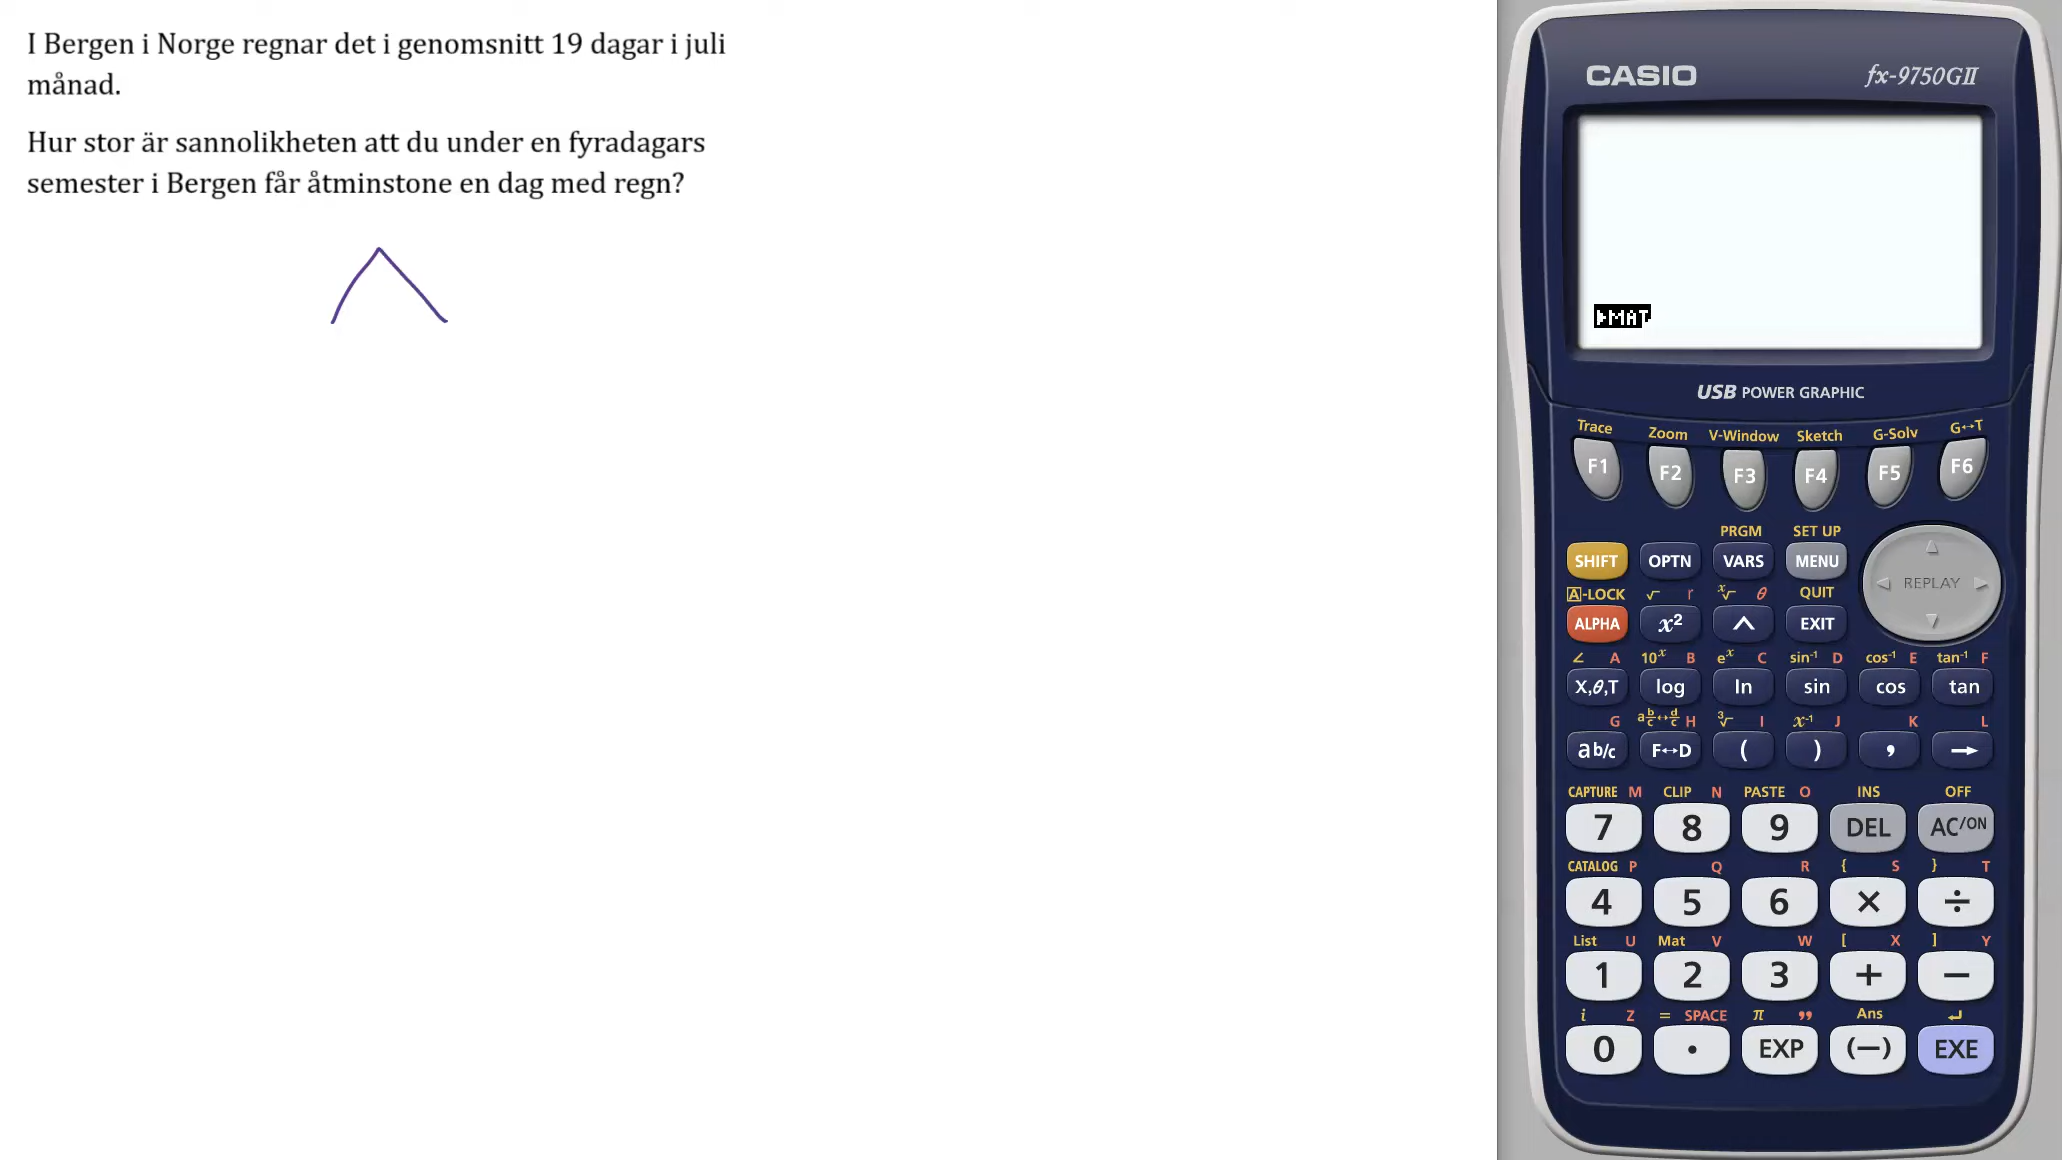 I Bergen i Norge regnar det i genomsnitt 19 dagar i juli
månad.
Hur stor är sannolikheten att du under en fyradagars
semester i Bergen får åtminstone en dag med regn?
CASIO fx-9750GII
▶MAT
USB POWER GRAPHIC
Trace Zoom V-Window Sketch G-Solv G↔T
F1 F2 F3 F4 F5 F6
PRGM SET UP
SHIFT OPTN VARS MENU
REPLAY
A-LOCK √ r ˣ√ θ QUIT
ALPHA x² ∧ EXIT
∠ A 10ˣ B eˣ C sin⁻¹ D cos⁻¹ E tan⁻¹ F
X,θ,T log ln sin cos tan
G a b/c↔d/c H ³√ I x⁻¹ J K L
a b/c F↔D ( ) , →
CAPTURE M CLIP N PASTE O INS OFF
7 8 9 DEL AC/ON
CATALOG P Q R { S } T
4 5 6 × ÷
List U Mat V W [ X ] Y
1 2 3 + −
i Z = SPACE π ” Ans ↵
0 . EXP (−) EXE